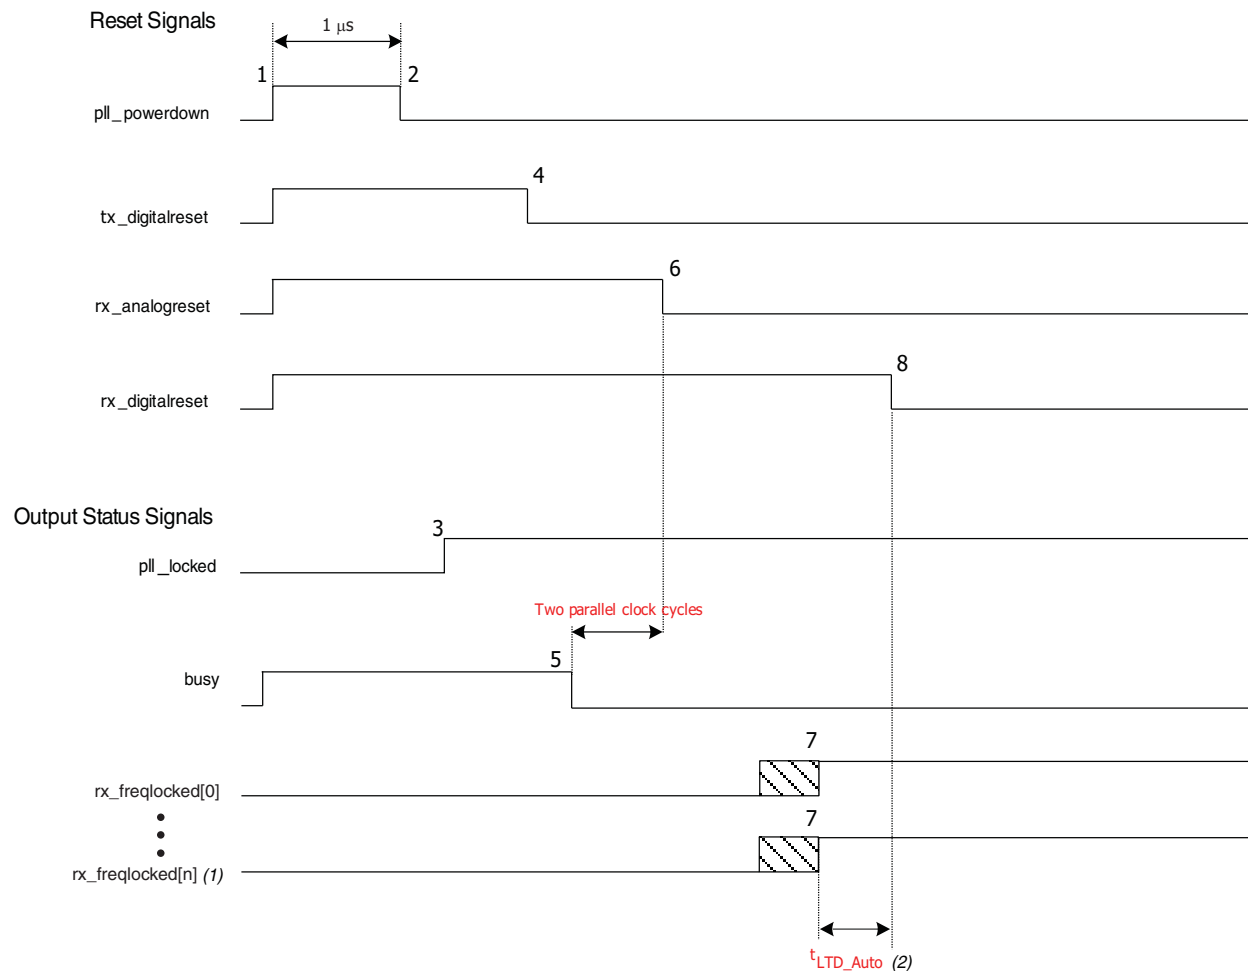 Reset Signals
1 μs
1
2
pll_powerdown
4
tx_digitalreset
6
rx_analogreset
8
rx_digitalreset
Output Status Signals
3
pll_locked
Two parallel clock cycles
5
busy
7
rx_freqlocked[0]
7
rx_freqlocked[n] (1)
tLTD_Auto (2)